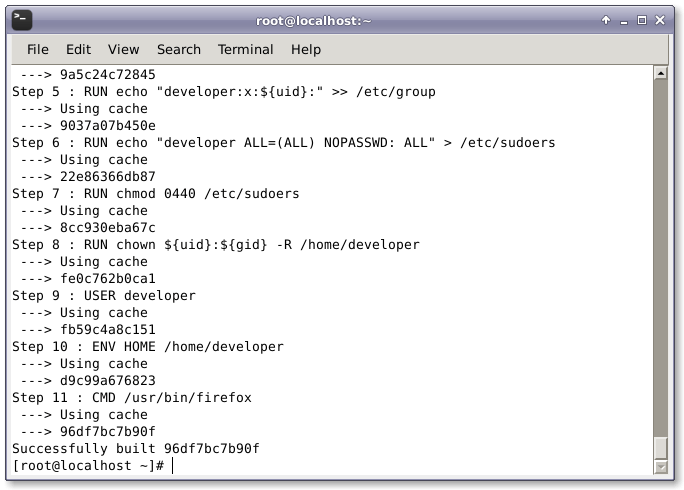 root@localhost:~
File Edit View Search Terminal Help
 ---> 9a5c24c72845
Step 5 : RUN echo "developer:x:${uid}:" >> /etc/group
 ---> Using cache
 ---> 9037a07b450e
Step 6 : RUN echo "developer ALL=(ALL) NOPASSWD: ALL" > /etc/sudoers
 ---> Using cache
 ---> 22e86366db87
Step 7 : RUN chmod 0440 /etc/sudoers
 ---> Using cache
 ---> 8cc930eba67c
Step 8 : RUN chown ${uid}:${gid} -R /home/developer
 ---> Using cache
 ---> fe0c762b0ca1
Step 9 : USER developer
 ---> Using cache
 ---> fb59c4a8c151
Step 10 : ENV HOME /home/developer
 ---> Using cache
 ---> d9c99a676823
Step 11 : CMD /usr/bin/firefox
 ---> Using cache
 ---> 96df7bc7b90f
Successfully built 96df7bc7b90f
[root@localhost ~]#